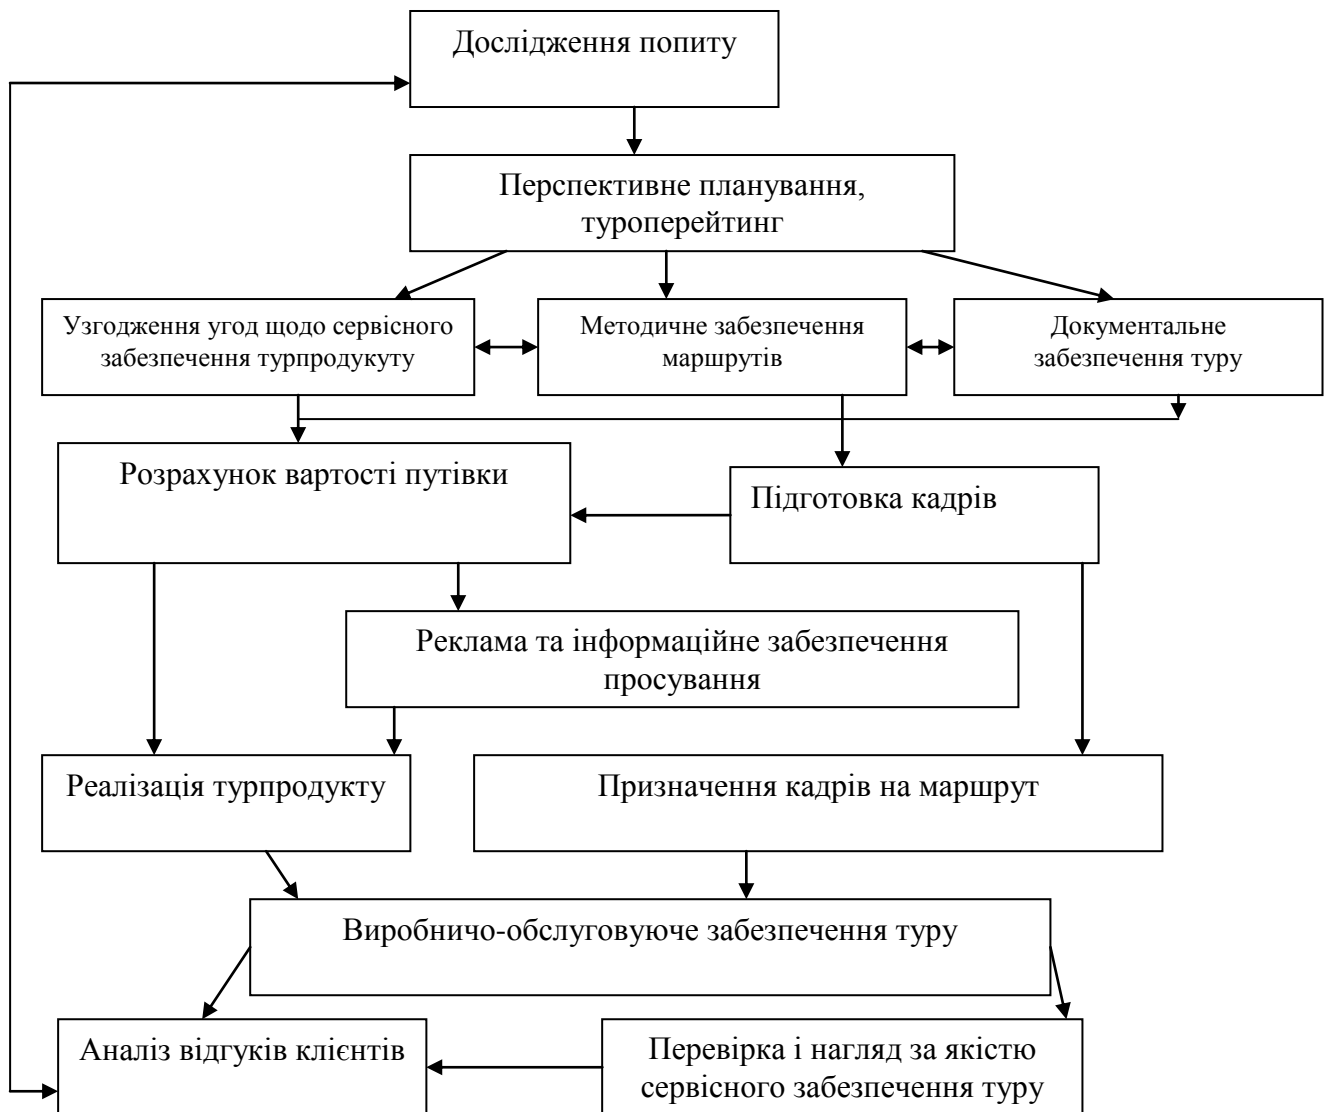 Дослідження попиту
Перспективне планування,
туроперейтинг
Узгодження угод щодо сервісного
забезпечення турпродукуту
Методичне забезпечення
маршрутів
Документальне
забезпечення туру
Розрахунок вартості путівки
Підготовка кадрів
Реклама та інформаційне забезпечення
просування
Реалізація турпродукту
Призначення кадрів на маршрут
Виробничо-обслуговуюче забезпечення туру
Аналіз відгуків клієнтів
Перевірка і нагляд за якістю
сервісного забезпечення туру